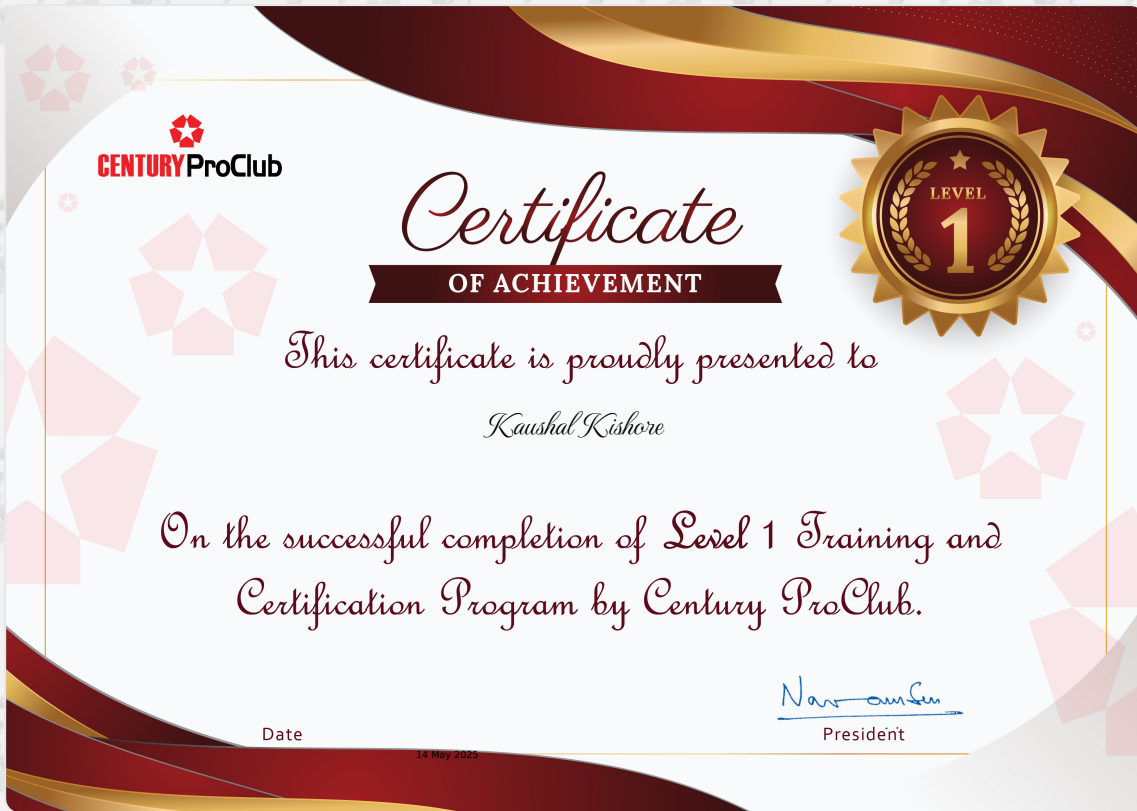 CENTURY ProClub
LEVEL
1
Certificate
OF ACHIEVEMENT
This certificate is proudly presented to
Kaushal Kishore
On the successful completion of Level 1 Training and
Certification Program by Century ProClub.
Date
President
14 May 2025